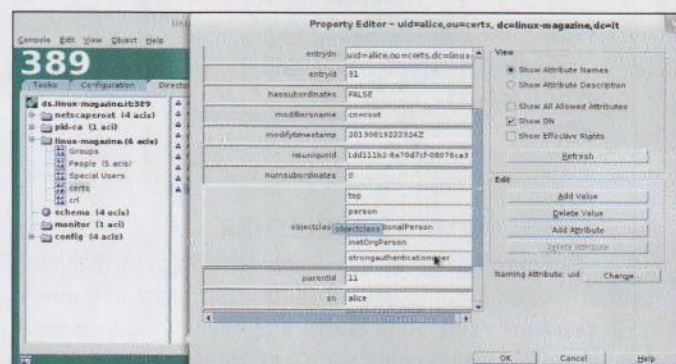 Property Editor – uid=alice,ou=certs, dc=linux-magazine,dc=it
Console Edit View Object Help
389
Tasks Configuration
ds.linux-magazine.it:389
netscaperoot (4 acis)
pki-ca (1 aci)
linux-magazine (6 acis)
Groups
People (5 acis)
Special Users
certs
crl
schema (4 acis)
monitor (1 aci)
config (4 acis)
entrydn uid=alice,ou=certs,dc=linux-
entryid 31
hassubordinates FALSE
modifiersname cn=root
modifytimestamp
nsuniqueid
numsubordinates 0
objectclass
top
person
objectclass
inetOrgPerson
parentid 11
sn alice
View
Show Attribute Names
Show Attribute Description
Show All Allowed Attributes
Show DN
Show Effective Rights
Refresh
Edit
Add Value
Delete Value
Add Attribute
Delete Attribute
Naming Attribute: uid Change...
OK Cancel Help